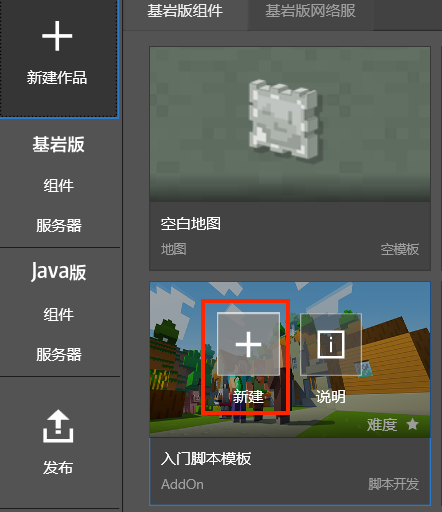 新建作品
基岩版
组件
服务器
Java版
组件
服务器
发布
基岩版组件
基岩版网络服
空白地图
地图
空模板
新建
说明
难度
入门脚本模板
AddOn
脚本开发